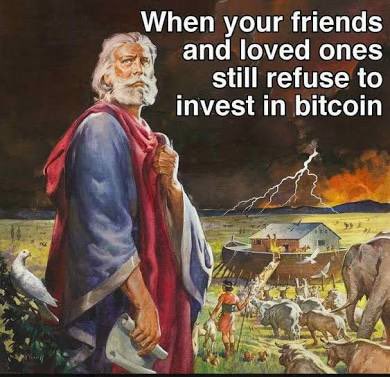 When your friends
and loved ones
still refuse to
invest in bitcoin